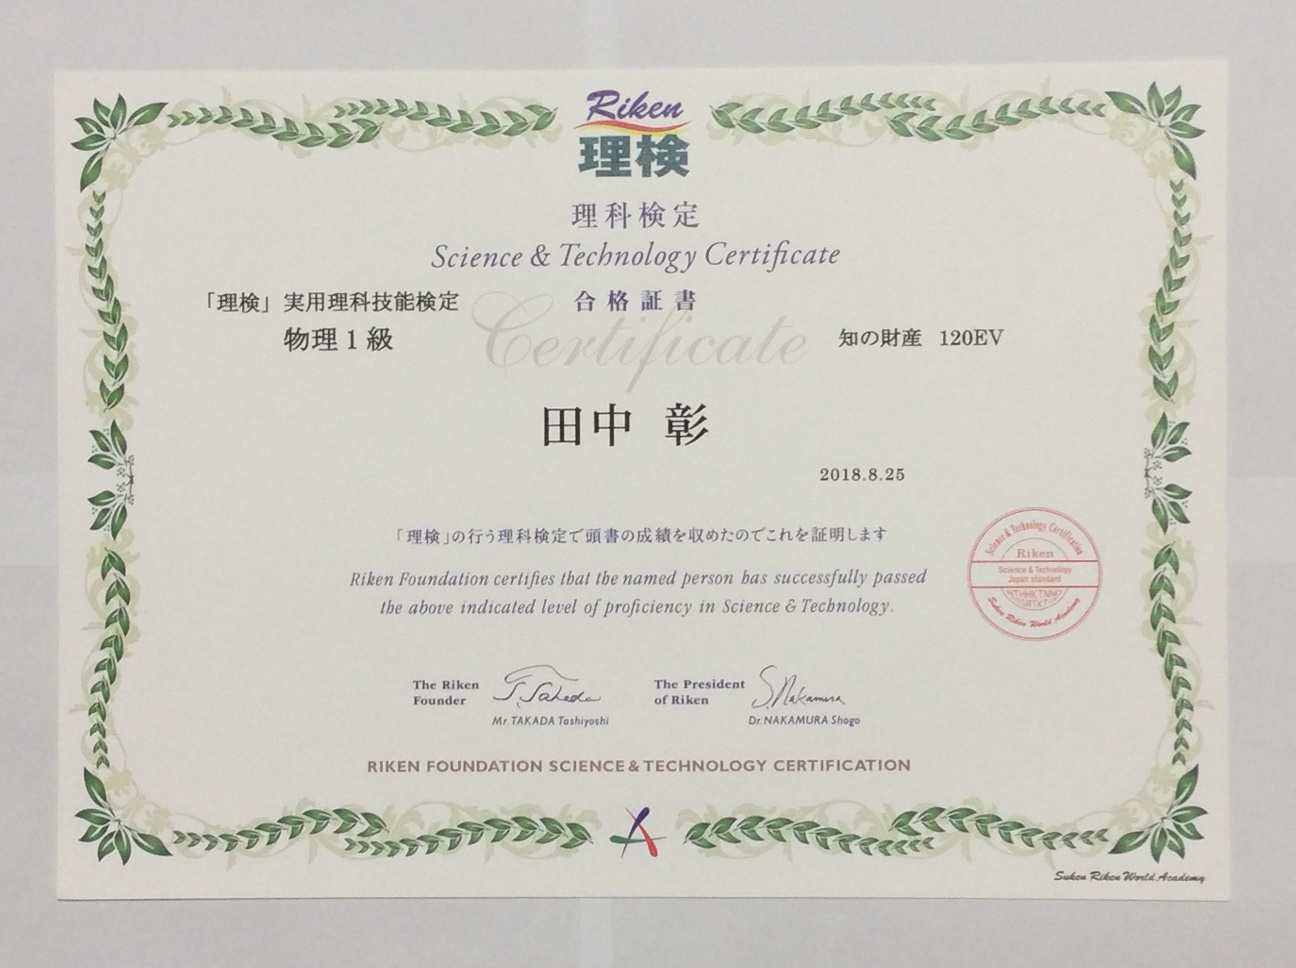 Riken
理検
理科検定
Science & Technology Certificate
「理検」実用理科技能検定
合格証書
Certificate
物理1級
知の財産 120EV
田中 彰
2018.8.25
「理検」の行う理科検定で頭書の成績を収めたのでこれを証明します
Riken Foundation certifies that the named person has successfully passed
the above indicated level of proficiency in Science & Technology.
Science & Technology Certification
Riken
Science & Technology
Japan standard
Suken Riken World Academy
The Riken
Founder
Mr. TAKADA Tashiyoshi
The President
of Riken
S.Nakamura
Dr. NAKAMURA Shogo
RIKEN FOUNDATION SCIENCE & TECHNOLOGY CERTIFICATION
Suken Riken World Academy